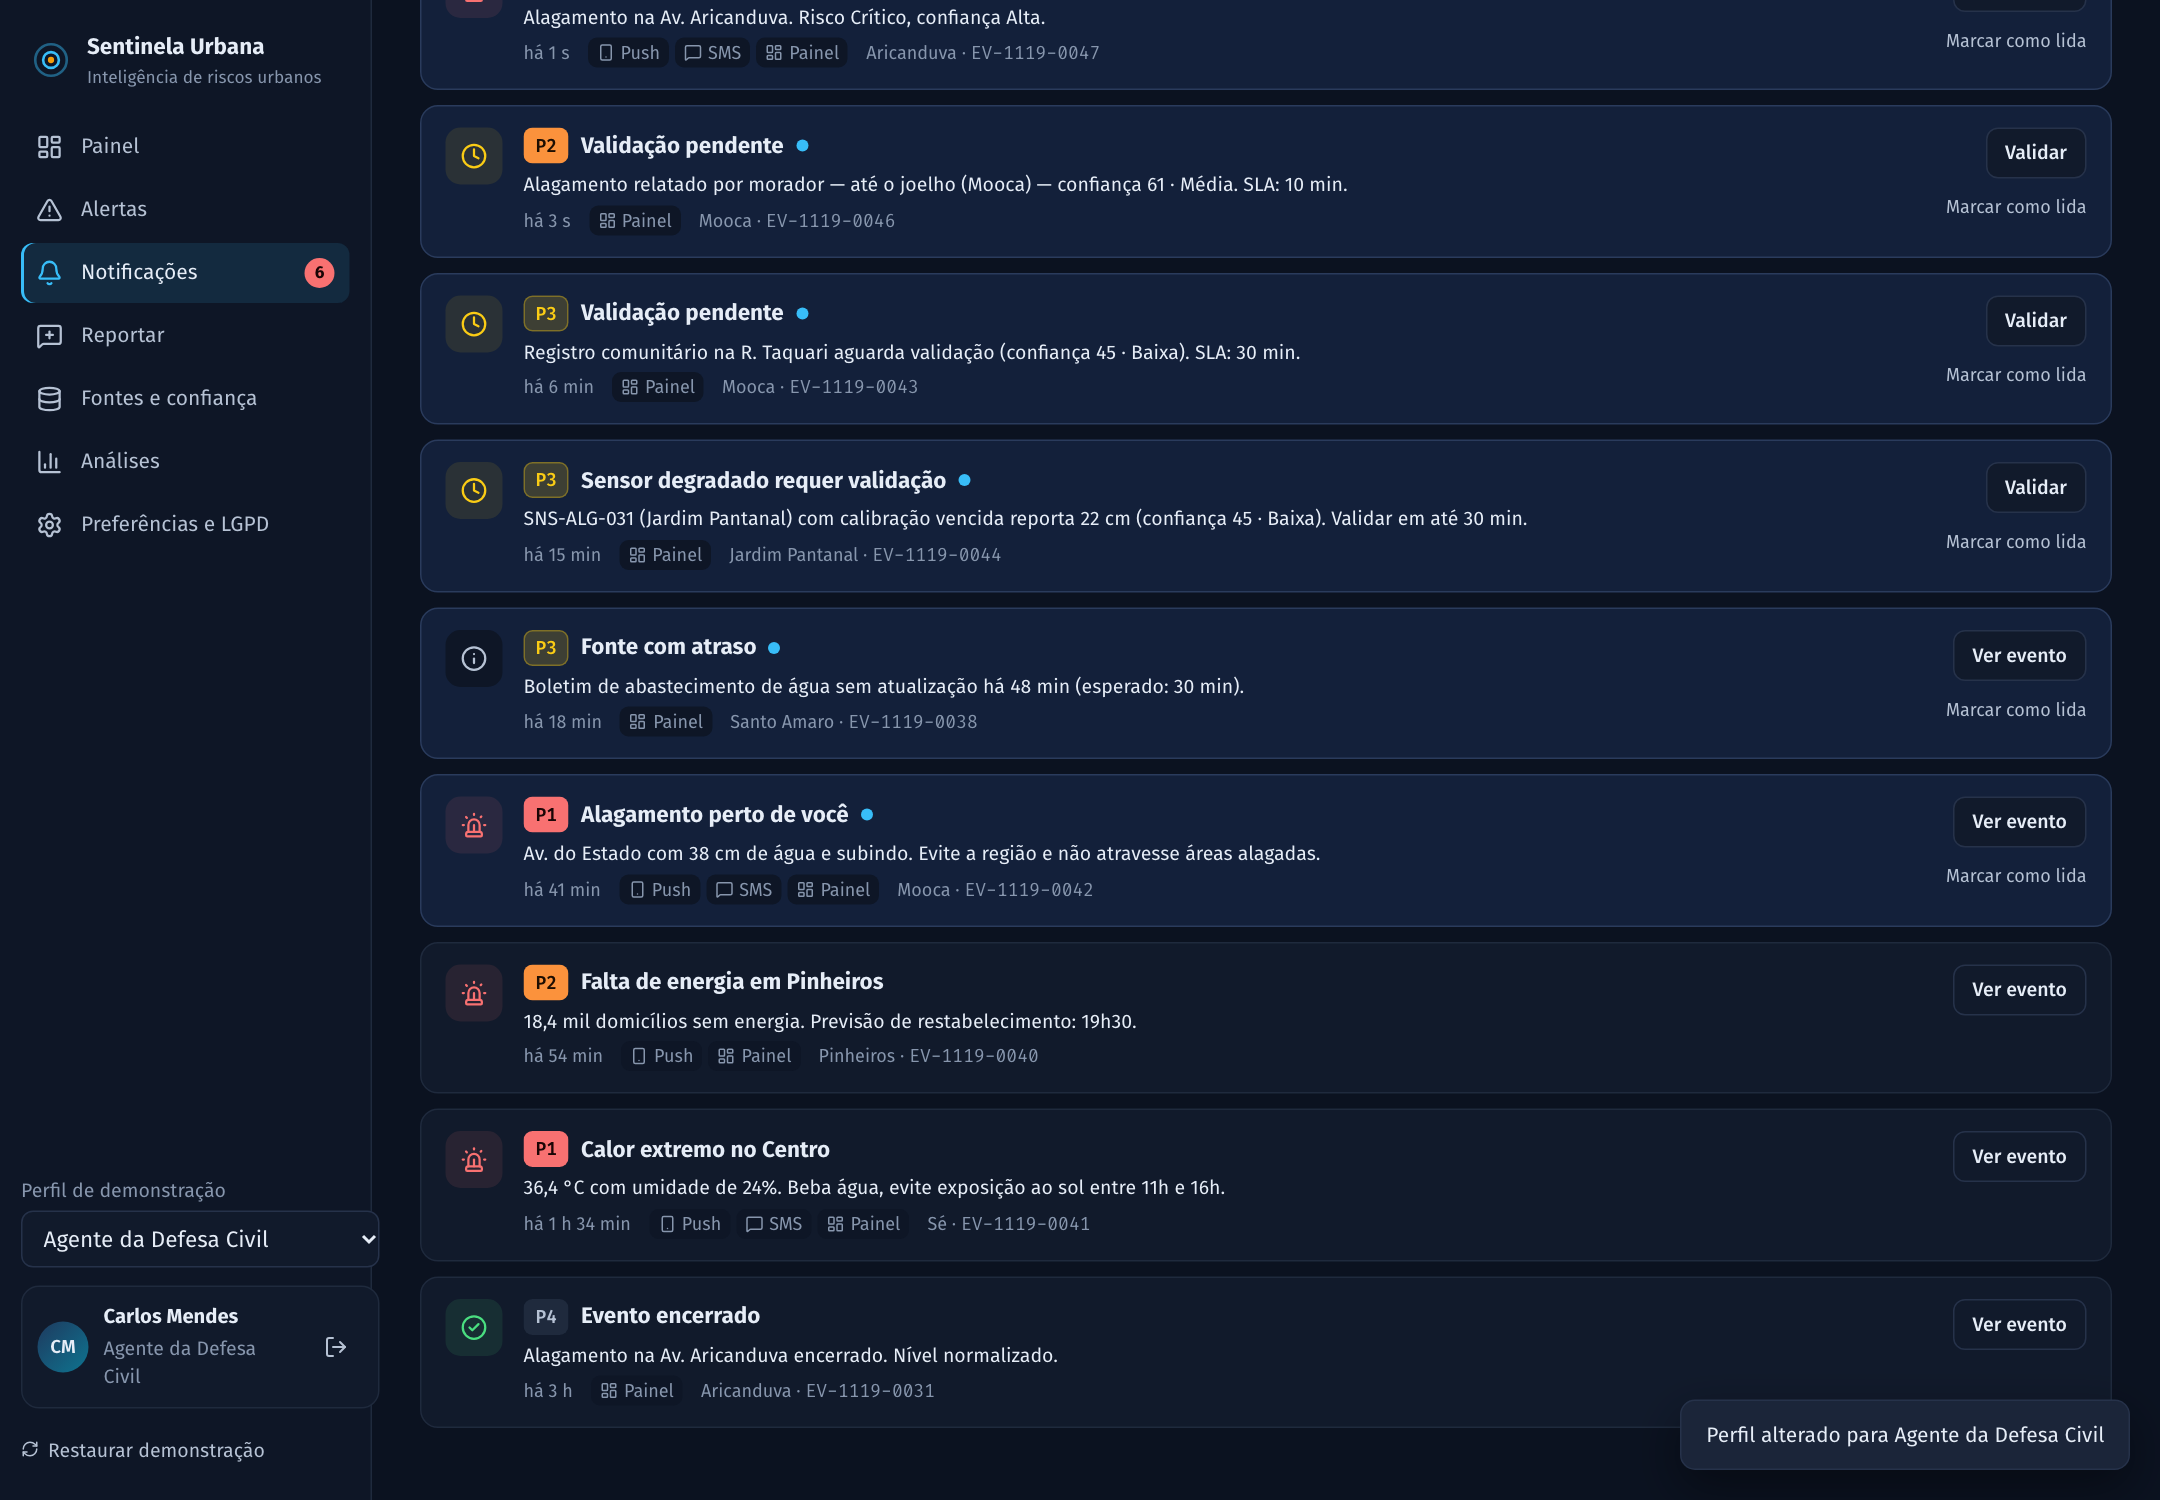 Sentinela Urbana
Inteligência de riscos urbanos
Painel
Alertas
Notificações 6
Reportar
Fontes e confiança
Análises
Preferências e LGPD
Perfil de demonstração
Agente da Defesa Civil
CM
Carlos Mendes
Agente da Defesa
Civil
Restaurar demonstração
Alagamento na Av. Aricanduva. Risco Crítico, confiança Alta.
há 1 s Push SMS Painel Aricanduva · EV-1119-0047
Marcar como lida
P2 Validação pendente
Alagamento relatado por morador — até o joelho (Mooca) — confiança 61 · Média. SLA: 10 min.
há 3 s Painel Mooca · EV-1119-0046
Validar
Marcar como lida
P3 Validação pendente
Registro comunitário na R. Taquari aguarda validação (confiança 45 · Baixa). SLA: 30 min.
há 6 min Painel Mooca · EV-1119-0043
Validar
Marcar como lida
P3 Sensor degradado requer validação
SNS-ALG-031 (Jardim Pantanal) com calibração vencida reporta 22 cm (confiança 45 · Baixa). Validar em até 30 min.
há 15 min Painel Jardim Pantanal · EV-1119-0044
Validar
Marcar como lida
P3 Fonte com atraso
Boletim de abastecimento de água sem atualização há 48 min (esperado: 30 min).
há 18 min Painel Santo Amaro · EV-1119-0038
Ver evento
Marcar como lida
P1 Alagamento perto de você
Av. do Estado com 38 cm de água e subindo. Evite a região e não atravesse áreas alagadas.
há 41 min Push SMS Painel Mooca · EV-1119-0042
Ver evento
Marcar como lida
P2 Falta de energia em Pinheiros
18,4 mil domicílios sem energia. Previsão de restabelecimento: 19h30.
há 54 min Push Painel Pinheiros · EV-1119-0040
Ver evento
P1 Calor extremo no Centro
36,4 °C com umidade de 24%. Beba água, evite exposição ao sol entre 11h e 16h.
há 1 h 34 min Push SMS Painel Sé · EV-1119-0041
Ver evento
P4 Evento encerrado
Alagamento na Av. Aricanduva encerrado. Nível normalizado.
há 3 h Painel Aricanduva · EV-1119-0031
Ver evento
Perfil alterado para Agente da Defesa Civil